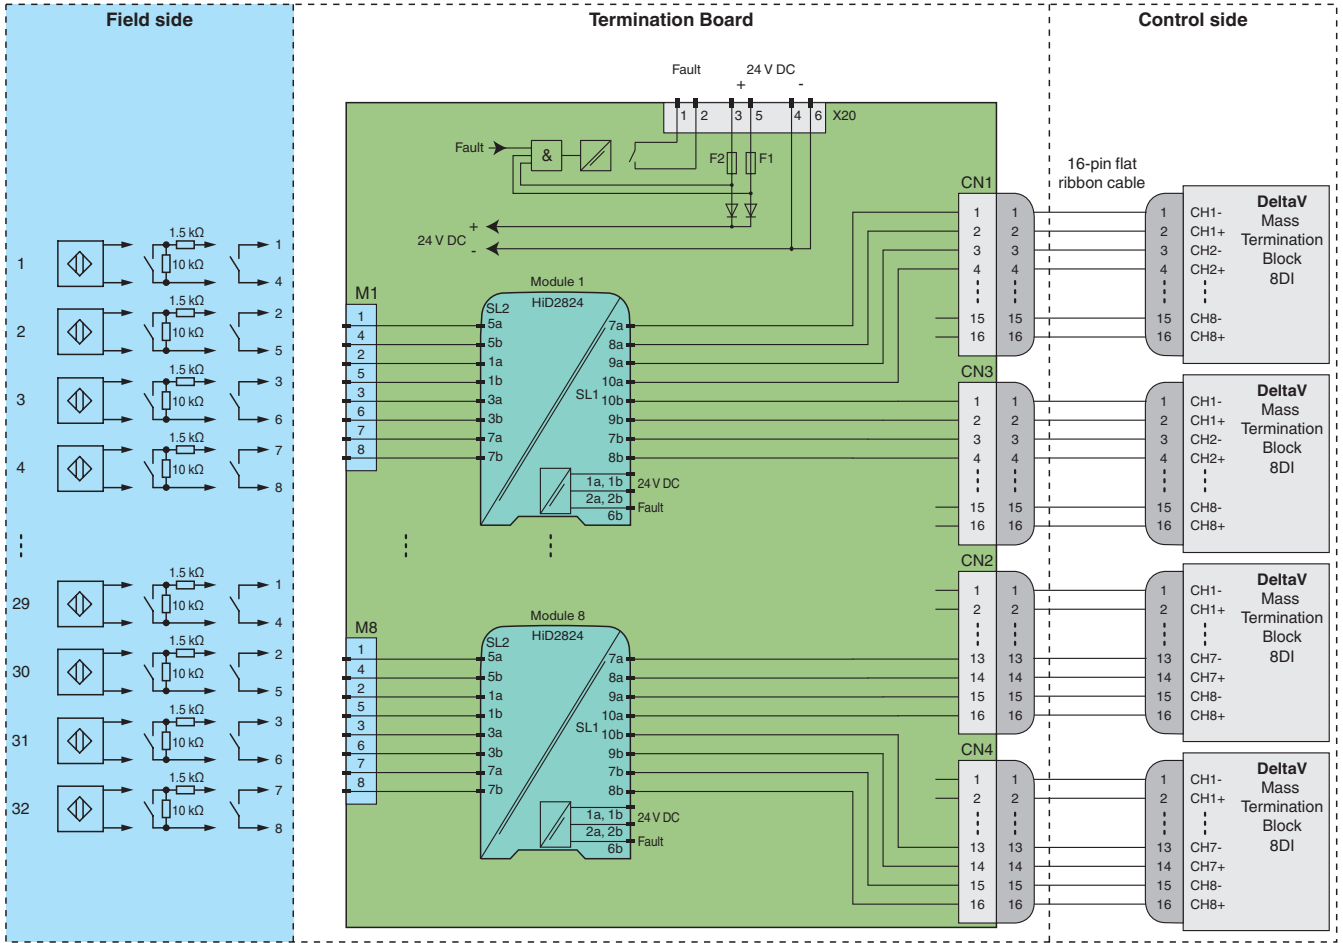 Field side
Termination Board
Control side
Fault 24 V DC
+ -
1 2 3 5 4 6 X20
Fault & F2 F1
16-pin flat
ribbon cable
+
24 V DC
-
CN1
1 1 1 CH1-
2 2 2 CH1+
3 3 3 CH2-
4 4 4 CH2+
15 15 15 CH8-
16 16 16 CH8+
DeltaV
Mass
Termination
Block
8DI
1 1.5 kΩ 10 kΩ 1 4
2 1.5 kΩ 10 kΩ 2 5
3 1.5 kΩ 10 kΩ 3 6
4 1.5 kΩ 10 kΩ 7 8
M1
1
4
2
5
3
6
7
8
Module 1
HiD2824
SL2
5a
5b
1a
1b
3a
3b
7a
7b
SL1
7a
8a
9a
10a
10b
9b
7b
8b
1a, 1b 24 V DC
2a, 2b
6b Fault
CN3
1 1 1 CH1-
2 2 2 CH1+
3 3 3 CH2-
4 4 4 CH2+
15 15 15 CH8-
16 16 16 CH8+
DeltaV
Mass
Termination
Block
8DI
29 1.5 kΩ 10 kΩ 1 4
30 1.5 kΩ 10 kΩ 2 5
31 1.5 kΩ 10 kΩ 3 6
32 1.5 kΩ 10 kΩ 7 8
M8
1
4
2
5
3
6
7
8
Module 8
HiD2824
SL2
5a
5b
1a
1b
3a
3b
7a
7b
SL1
7a
8a
9a
10a
10b
9b
7b
8b
1a, 1b 24 V DC
2a, 2b
6b Fault
CN2
1 1 1 CH1-
2 2 2 CH1+
13 13 13 CH7-
14 14 14 CH7+
15 15 15 CH8-
16 16 16 CH8+
DeltaV
Mass
Termination
Block
8DI
CN4
1 1 1 CH1-
2 2 2 CH1+
13 13 13 CH7-
14 14 14 CH7+
15 15 15 CH8-
16 16 16 CH8+
DeltaV
Mass
Termination
Block
8DI